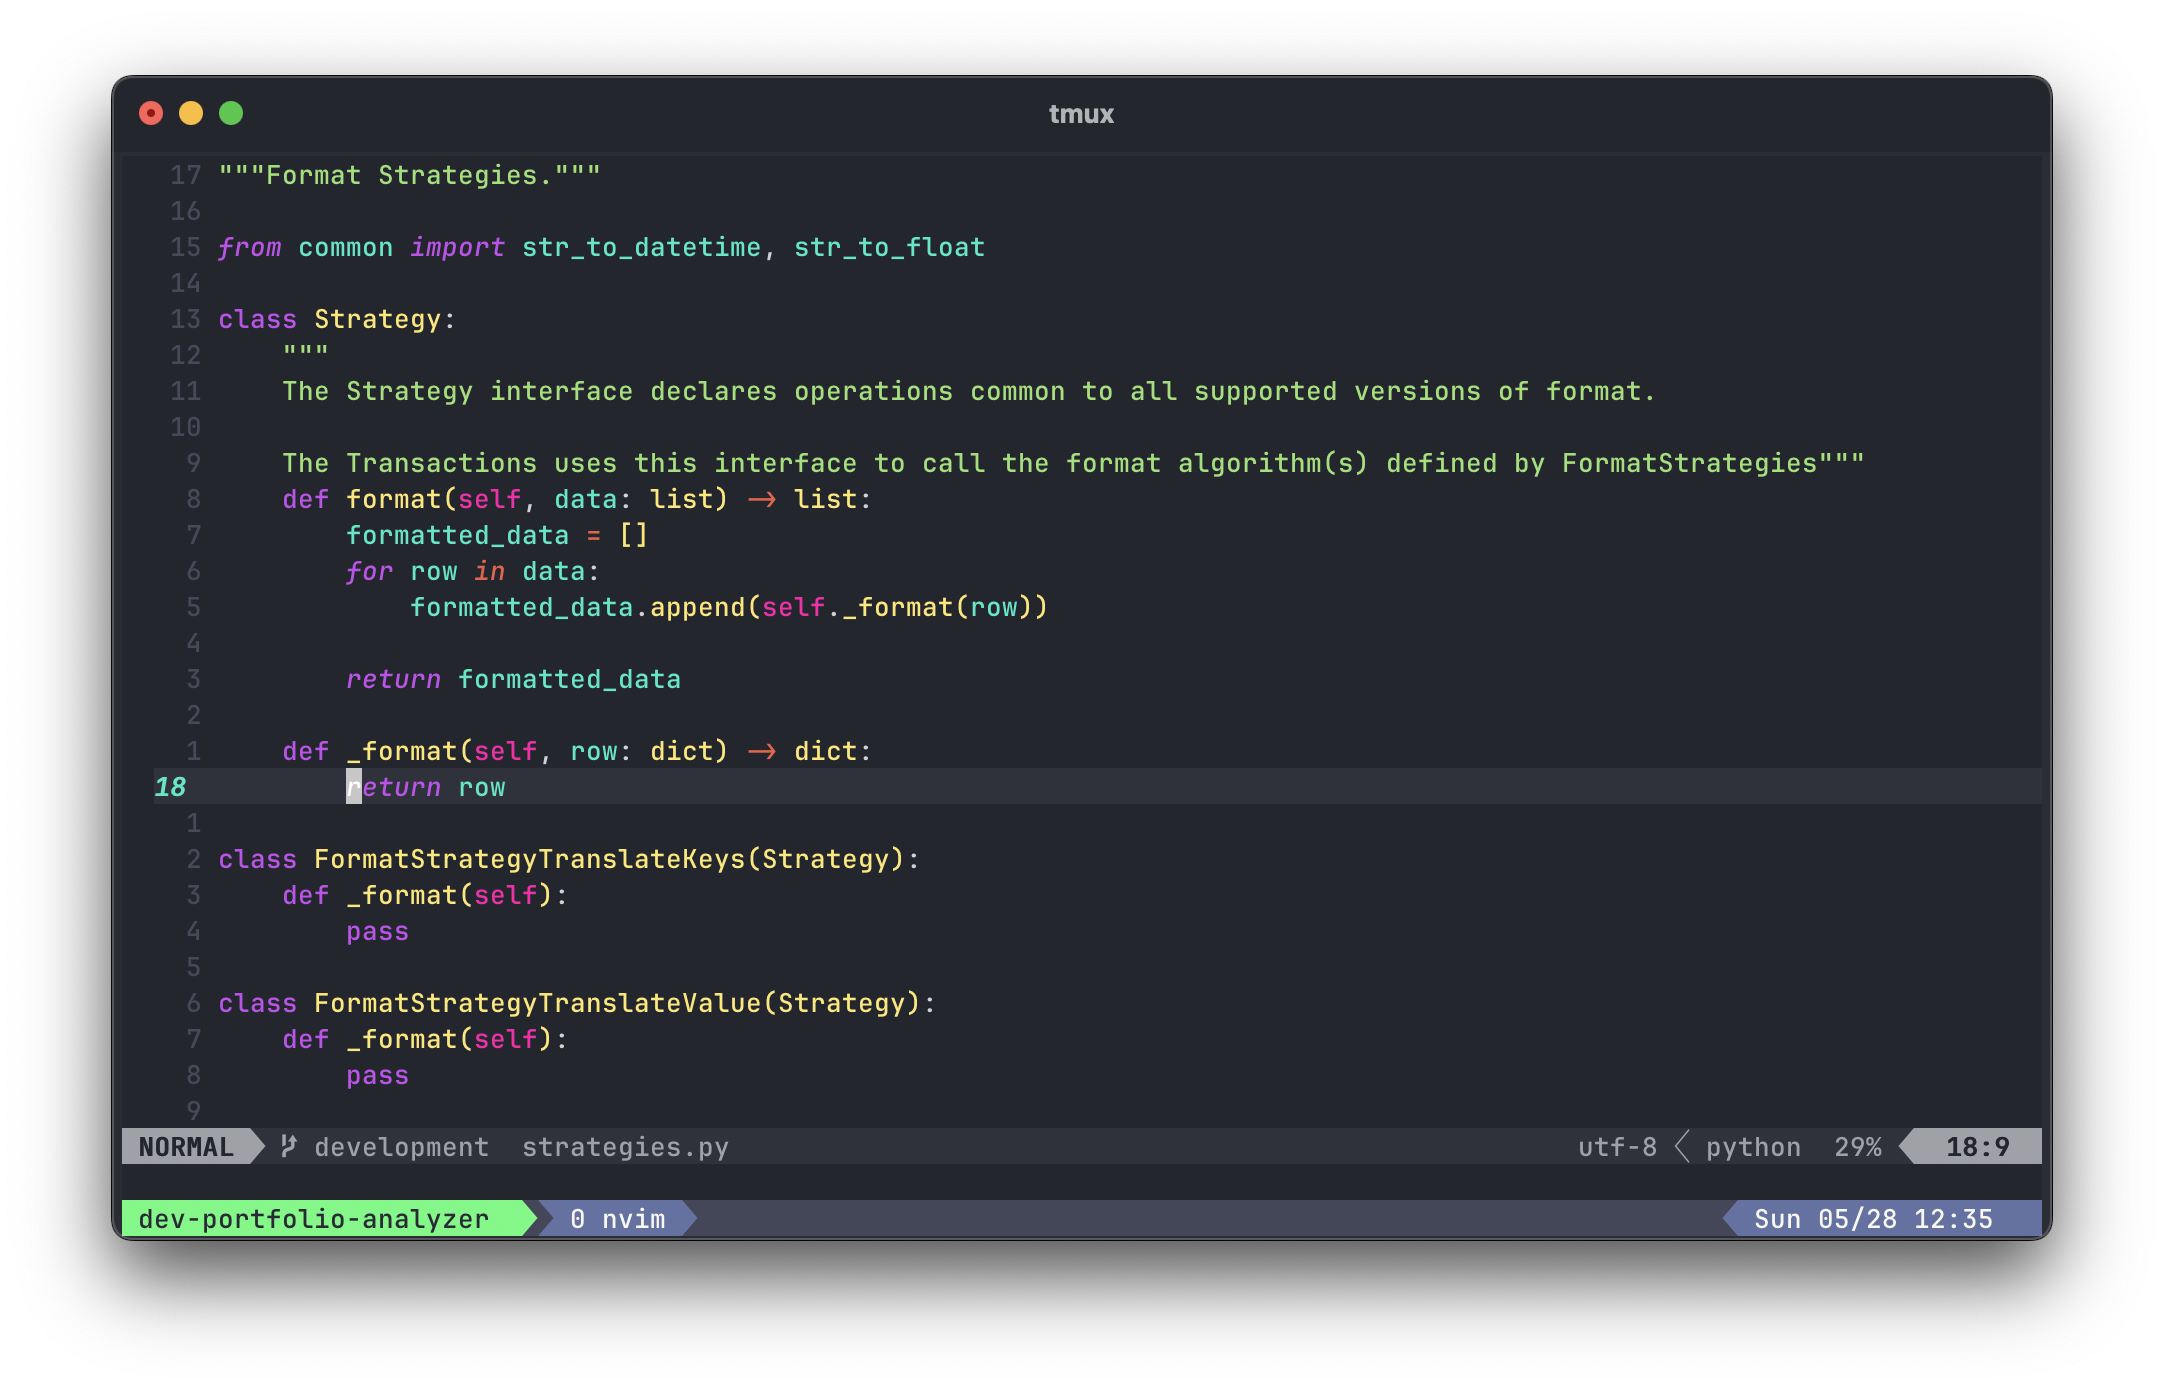 tmux
17 """Format Strategies."""
16
15 from common import str_to_datetime, str_to_float
14
13 class Strategy:
12     """
11     The Strategy interface declares operations common to all supported versions of format.
10
9     The Transactions uses this interface to call the format algorithm(s) defined by FormatStrategies"""
8     def format(self, data: list) -> list:
7         formatted_data = []
6         for row in data:
5             formatted_data.append(self._format(row))
4
3         return formatted_data
2
1     def _format(self, row: dict) -> dict:
18         return row
1
2 class FormatStrategyTranslateKeys(Strategy):
3     def _format(self):
4         pass
5
6 class FormatStrategyTranslateValue(Strategy):
7     def _format(self):
8         pass
9
NORMAL development strategies.py utf-8 python 29% 18:9
dev-portfolio-analyzer 0 nvim Sun 05/28 12:35